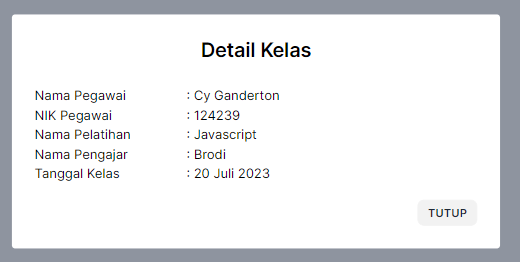 Detail Kelas
Nama Pegawai : Cy Ganderton
NIK Pegawai : 124239
Nama Pelatihan : Javascript
Nama Pengajar : Brodi
Tanggal Kelas : 20 Juli 2023
TUTUP